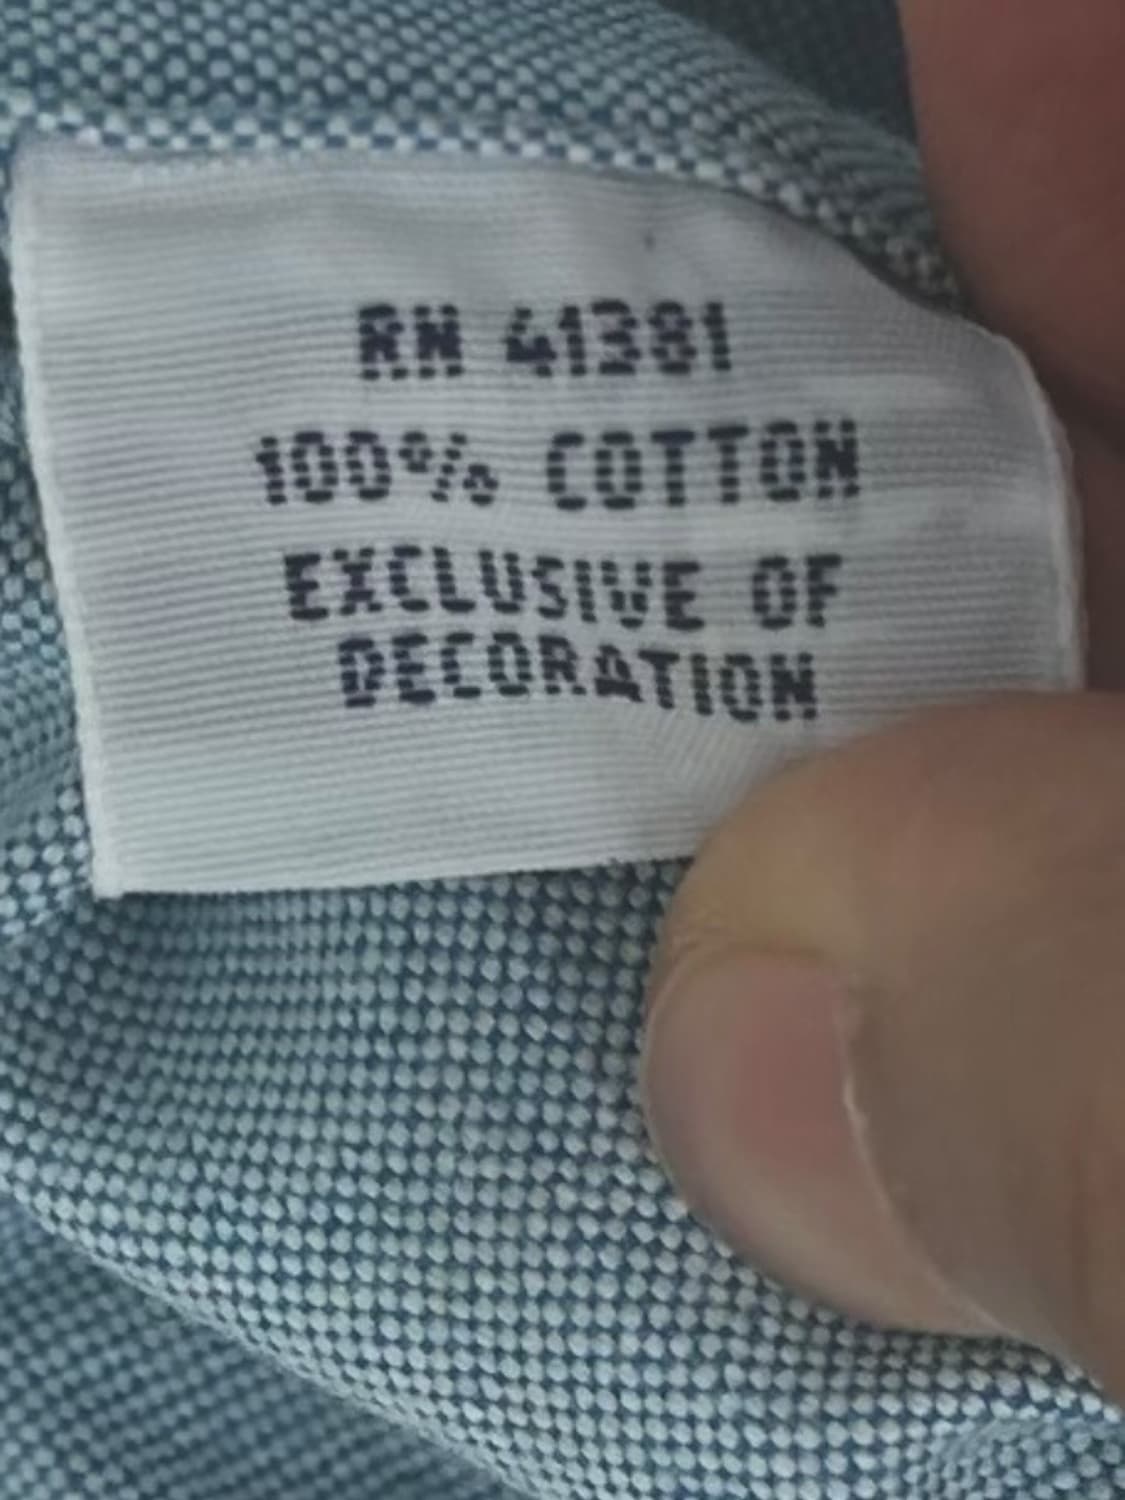 RN 41381
100% COTTON
EXCLUSIVE OF
DECORATION